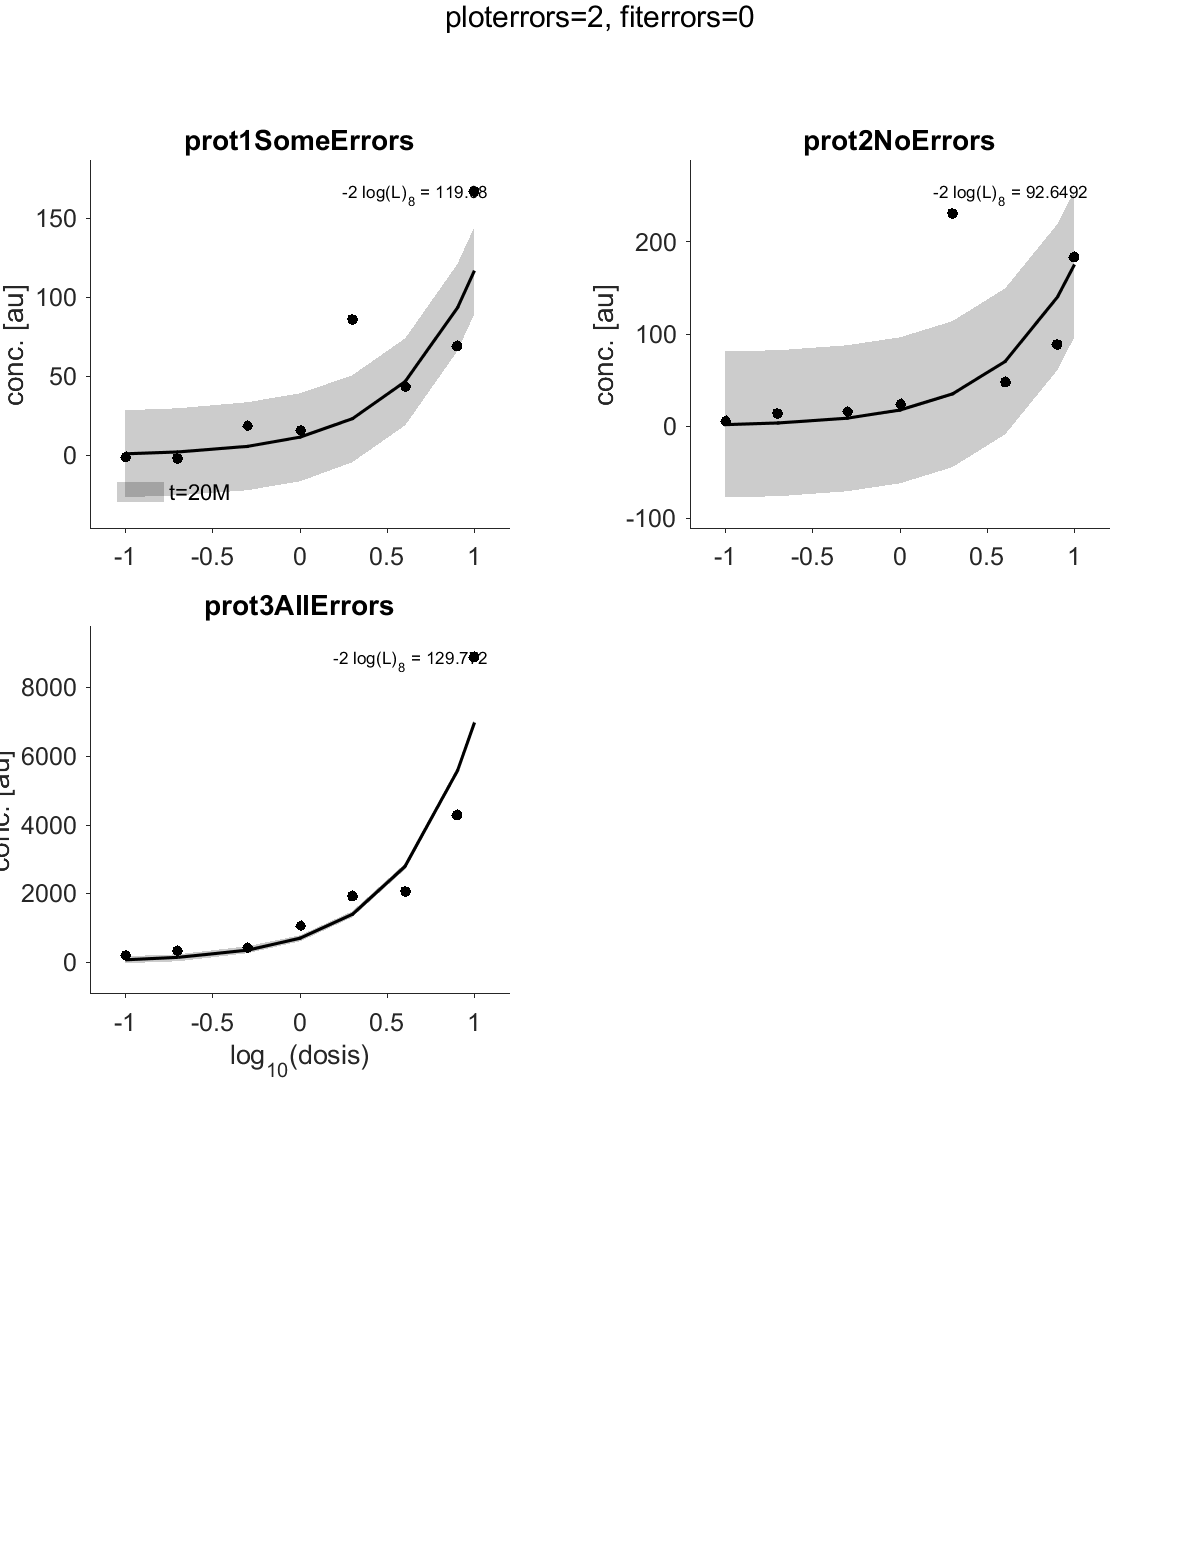 ploterrors=2, fiterrors=0
prot1SomeErrors
-2 log(L)8 =
conc. [au]
150
100
50
0
t=20M
-1 -0.5 0 0.5 1
prot2NoErrors
-2 log(L)8 = 92.6492
conc. [au]
200
100
0
-100
-1 -0.5 0 0.5 1
prot3AllErrors
-2 log(L)8 =
conc. [au]
8000
6000
4000
2000
0
-1 -0.5 0 0.5 1
log10(dosis)